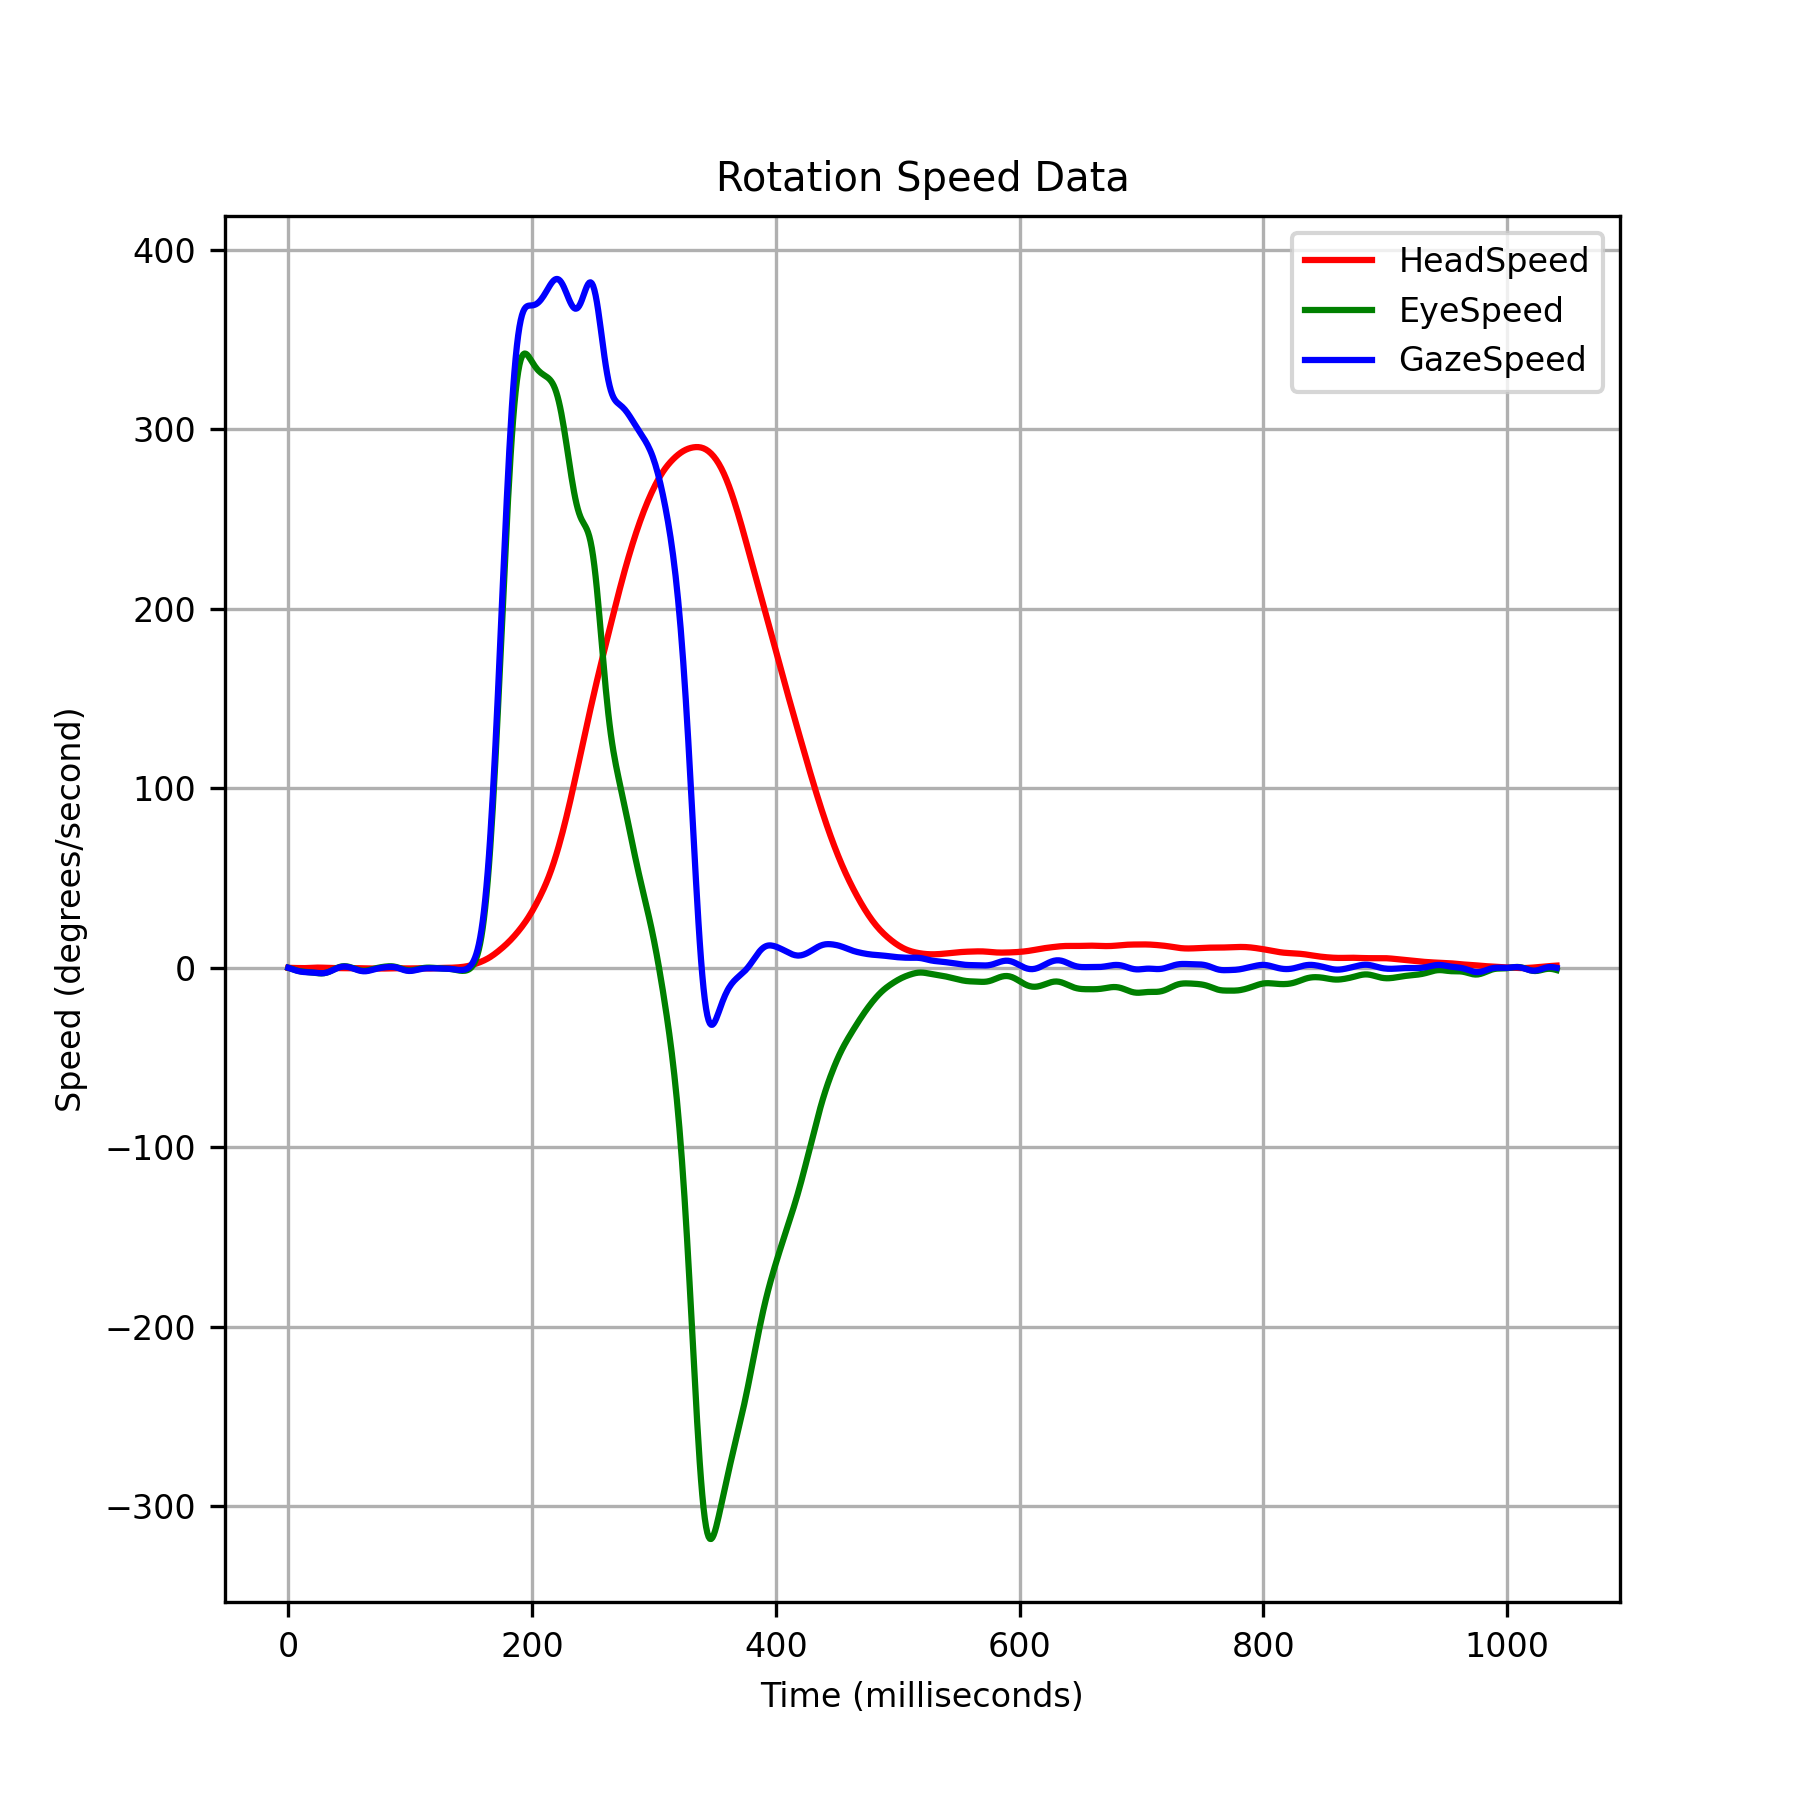 Rotation Speed Data
400
300
200
100
0
−100
−200
−300
Speed (degrees/second)
HeadSpeed
EyeSpeed
GazeSpeed
0 200 400 600 800 1000
Time (milliseconds)